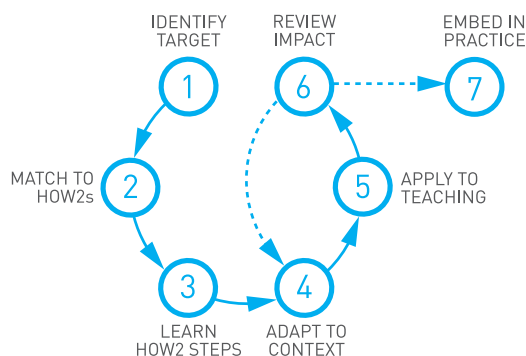 IDENTIFY
TARGET
1
MATCH TO
HOW2s
2
3
LEARN
HOW2 STEPS
4
ADAPT TO
CONTEXT
5
APPLY TO
TEACHING
REVIEW
IMPACT
6
EMBED IN
PRACTICE
7